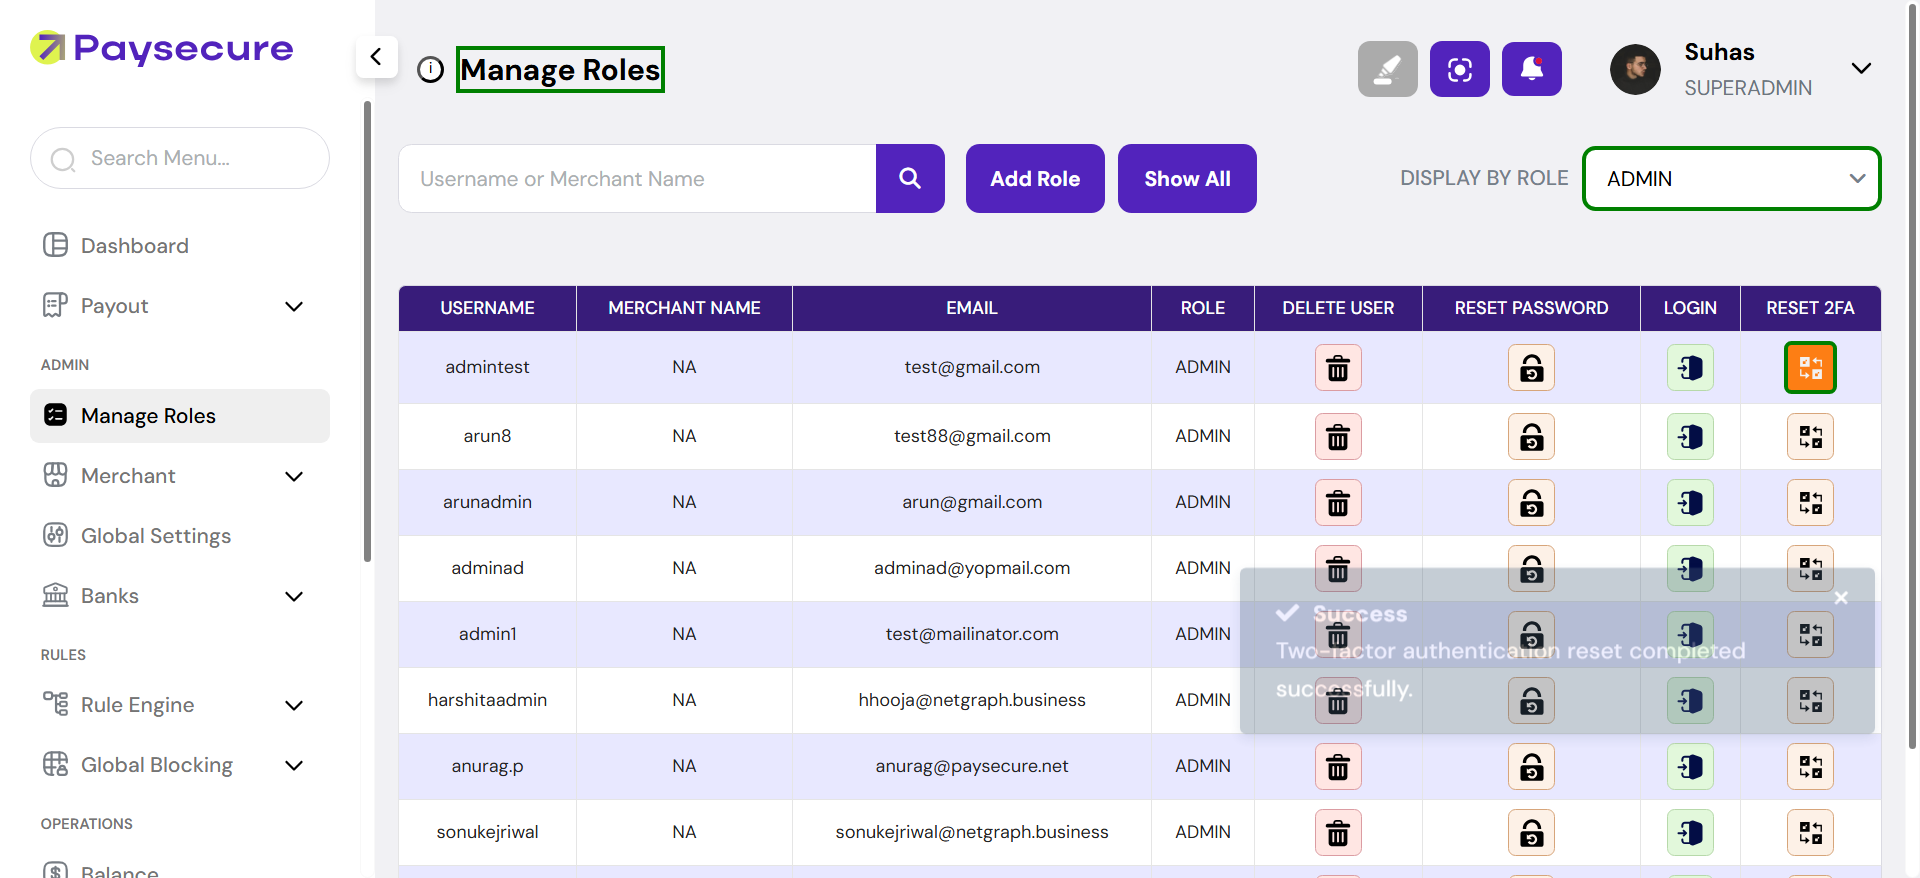 Paysecure
Manage Roles
Suhas
SUPERADMIN
Search Menu...
Username or Merchant Name
Add Role
Show All
DISPLAY BY ROLE
ADMIN
Dashboard
Payout
ADMIN
Manage Roles
Merchant
Global Settings
Banks
RULES
Rule Engine
Global Blocking
OPERATIONS
Balance
USERNAME MERCHANT NAME EMAIL ROLE DELETE USER RESET PASSWORD LOGIN RESET 2FA
admintest NA test@gmail.com ADMIN
arun8 NA test88@gmail.com ADMIN
arunadmin NA arun@gmail.com ADMIN
adminad NA adminad@yopmail.com ADMIN
admin1 NA test@mailinator.com ADMIN
harshitaadmin NA hhooja@netgraph.business ADMIN
anurag.p NA anurag@paysecure.net ADMIN
sonukejriwal NA sonukejriwal@netgraph.business ADMIN
Success
Two-factor authentication reset completed
successfully.